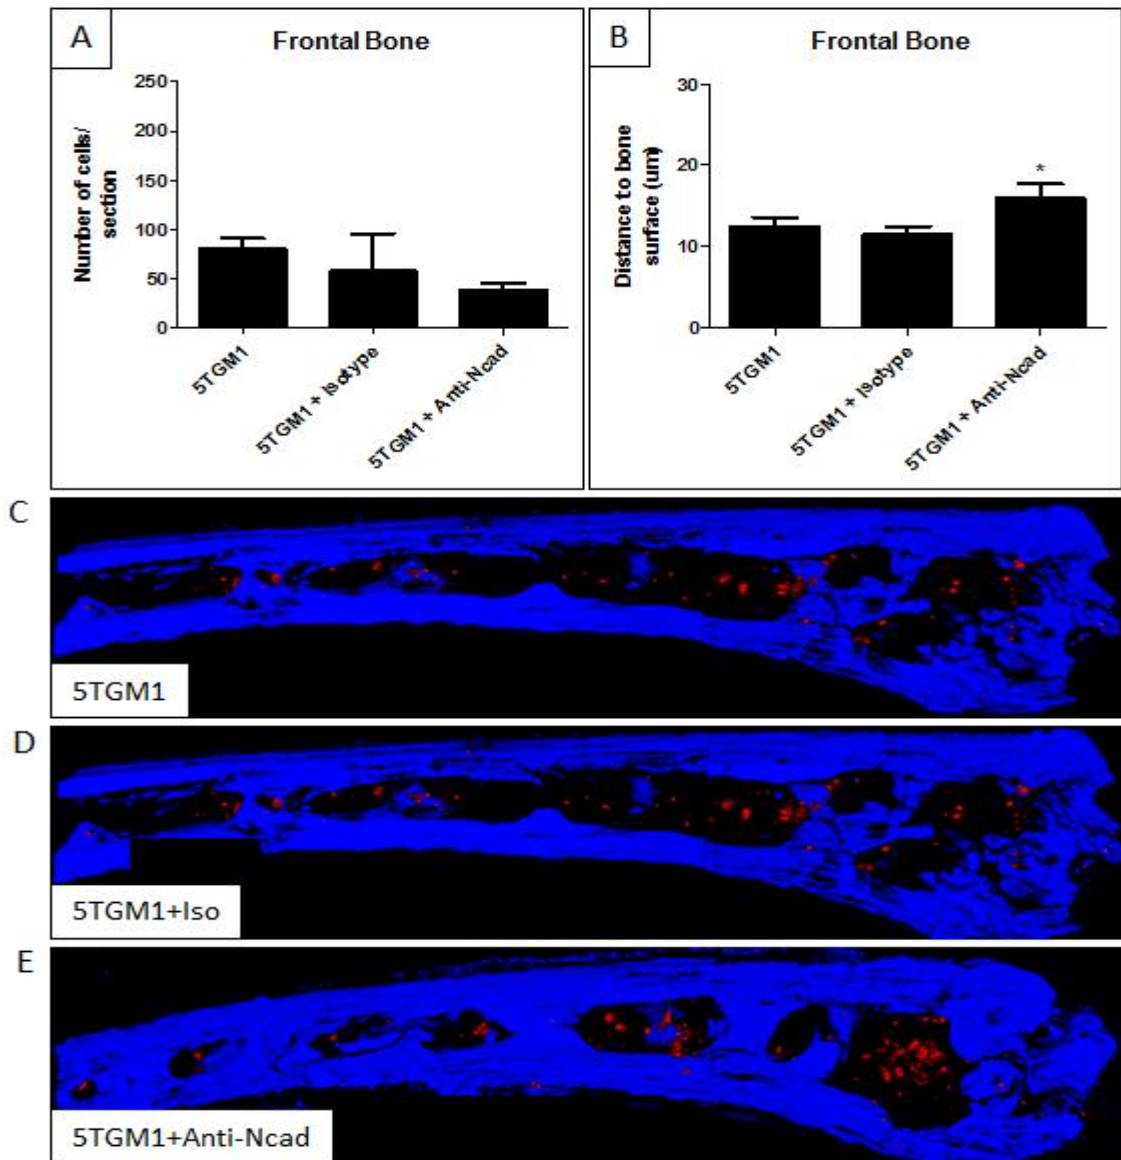 A
Frontal Bone
Number of cells/
section
250
200
150
100
50
0
5TGM1
5TGM1 + Isotype
5TGM1 + Anti-Ncad
B
Frontal Bone
Distance to bone
surface (um)
30
20
10
0
*
5TGM1
5TGM1 + Isotype
5TGM1 + Anti-Ncad
C
5TGM1
D
5TGM1+Iso
E
5TGM1+Anti-Ncad